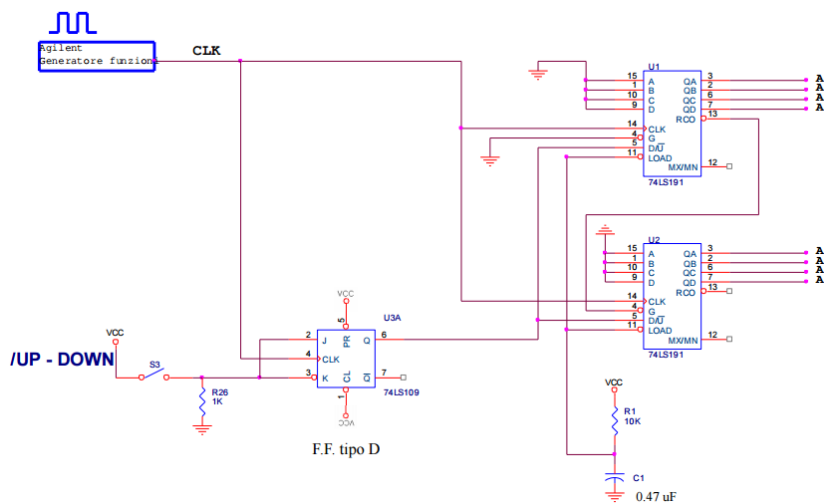 Agilent
Generatore funzioni
CLK
U1
15 A QA 3 A
1 B QB 2 A
10 C QC 6 A
9 D QD 7 A
RCO 13
14 CLK
4 G
5 D/U
11 LOAD
MX/MN 12
74LS191
U2
15 A QA 3 A
1 B QB 2 A
10 C QC 6 A
9 D QD 7 A
RCO 13
14 CLK
4 G
5 D/U
11 LOAD
MX/MN 12
74LS191
VCC
U3A
5
2 J PR Q 6
4 CLK
3 K CL Q 7
1
74LS109
VCC
VCC
/UP - DOWN
S3
R26
1K
F.F. tipo D
VCC
R1
10K
C1
0.47 uF